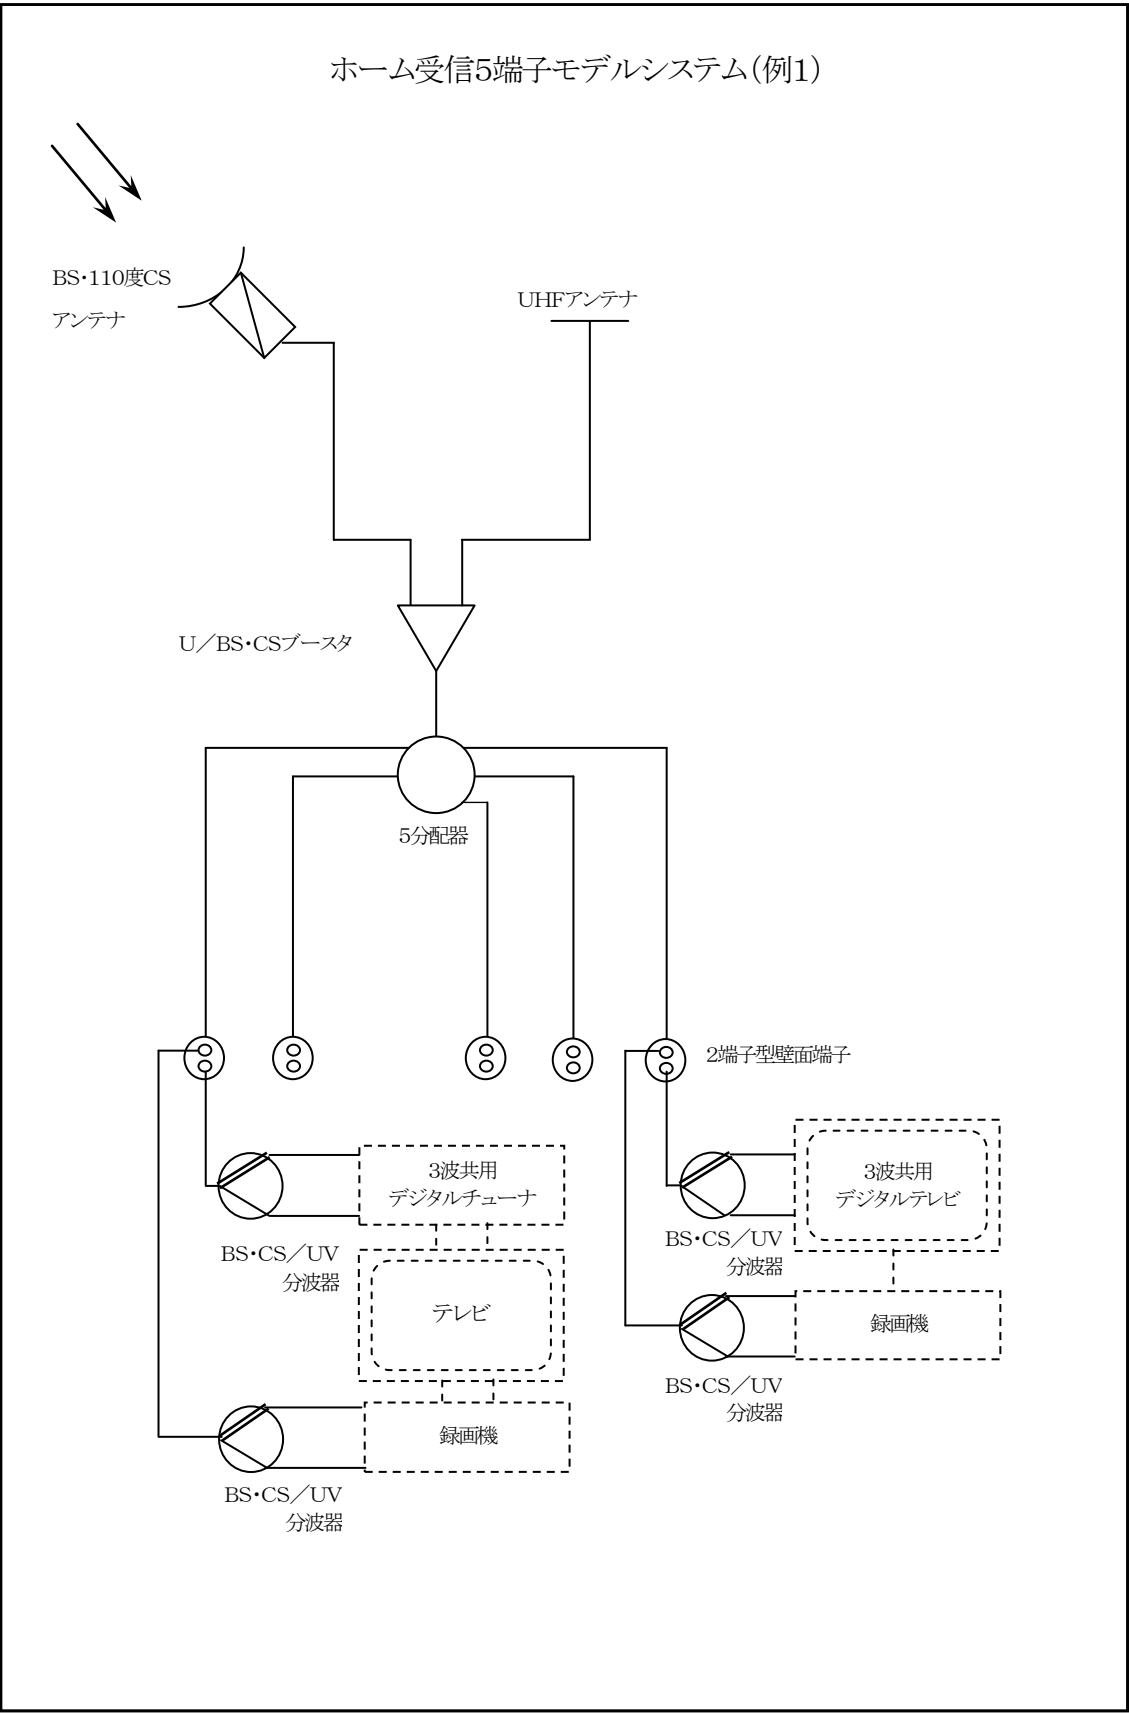 ホーム受信5端子モデルシステム(例1)
BS・110度CS
アンテナ
UHFアンテナ
U／BS・CSブースタ
5分配器
2端子型壁面端子
3波共用
デジタルチューナ
BS・CS／UV
分波器
テレビ
録画機
BS・CS／UV
分波器
3波共用
デジタルテレビ
BS・CS／UV
分波器
録画機
BS・CS／UV
分波器